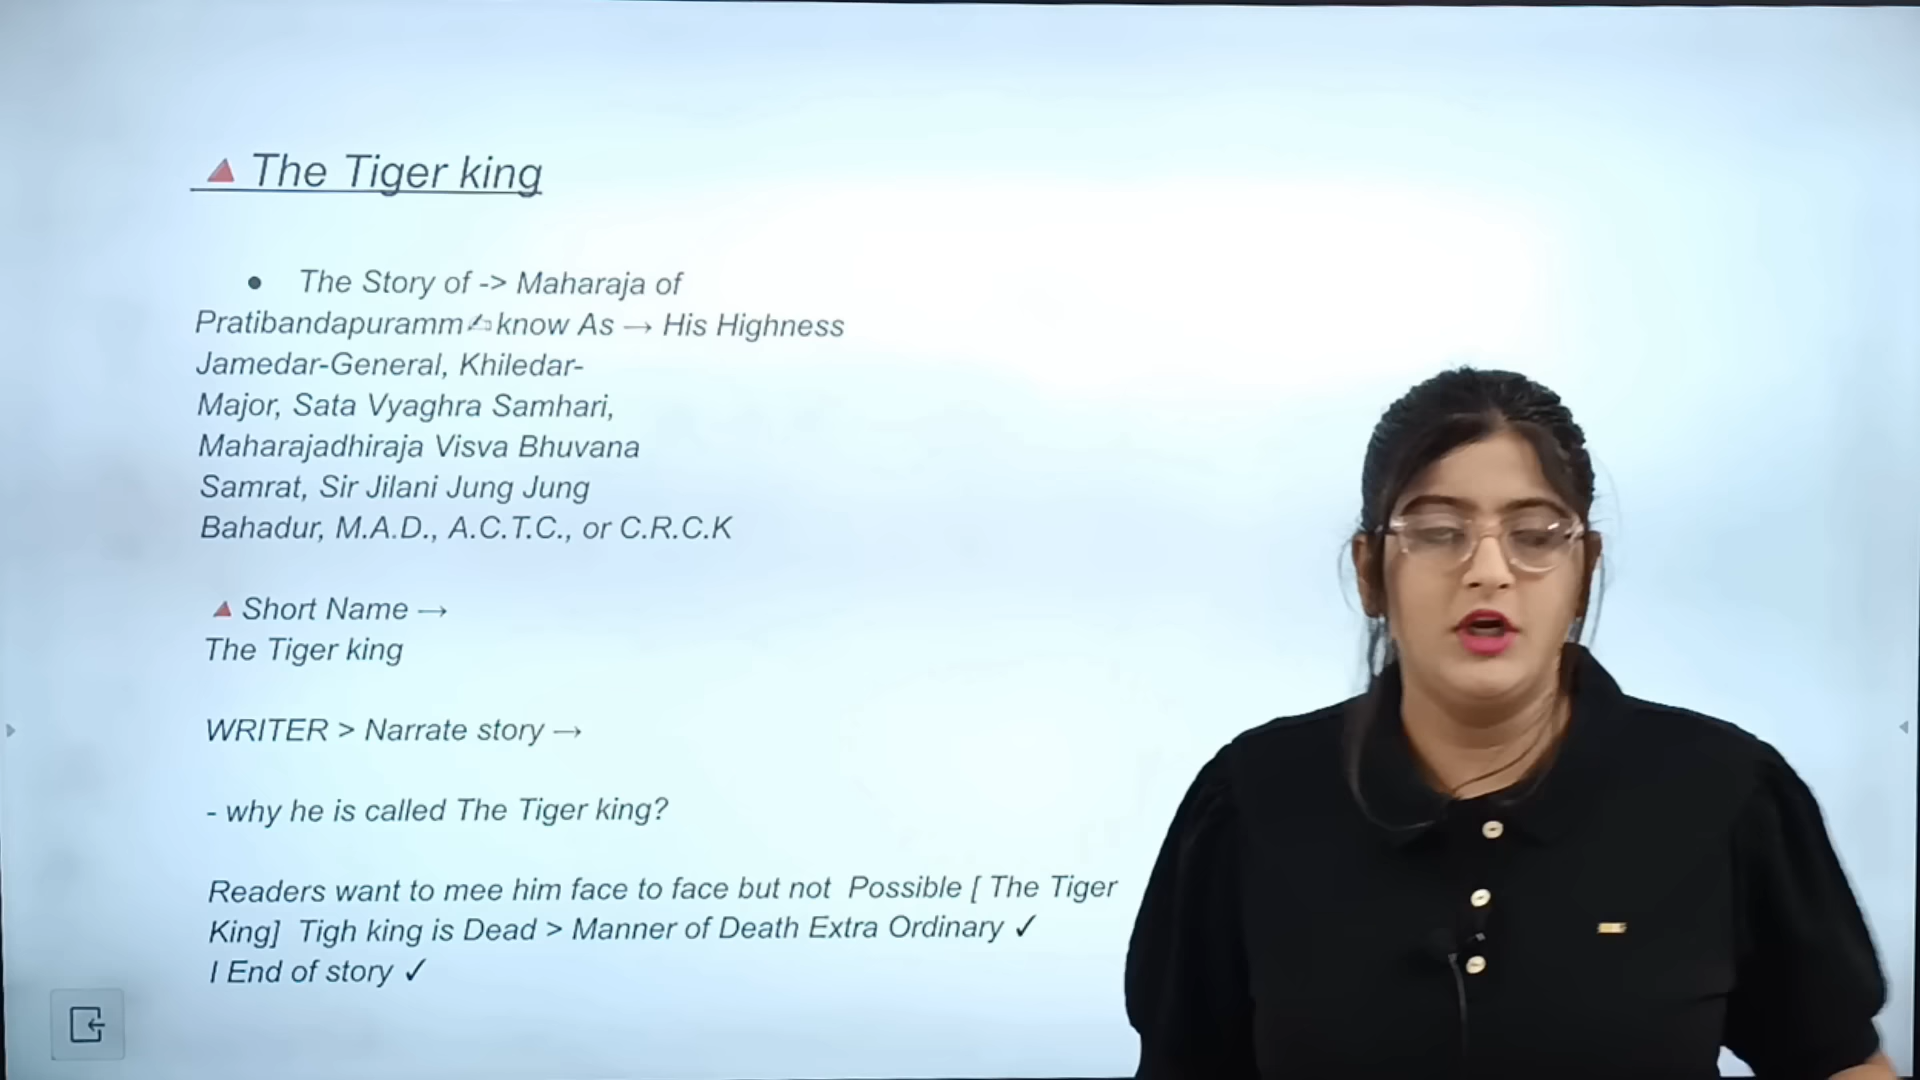 🔺The Tiger king
● The Story of -> Maharaja of
Pratibandapuramm✍️know As → His Highness
Jamedar-General, Khiledar-
Major, Sata Vyaghra Samhari,
Maharajadhiraja Visva Bhuvana
Samrat, Sir Jilani Jung Jung
Bahadur, M.A.D., A.C.T.C., or C.R.C.K
🔺Short Name →
The Tiger king
WRITER > Narrate story →
- why he is called The Tiger king?
Readers want to mee him face to face but not Possible [ The Tiger
King] Tigh king is Dead > Manner of Death Extra Ordinary ✓
I End of story ✓